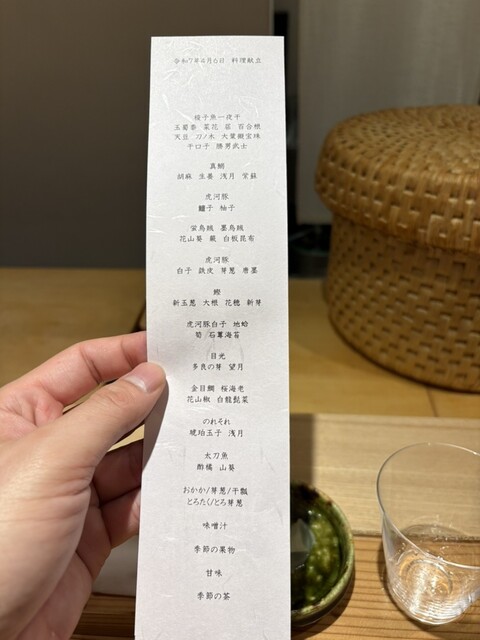 令和7年4月6日 料理献立
稚子魚一夜干
玉蜀黍 菜花 菰 百合根
天豆 刀ノ木 大葉擬宝珠
干口子 勝男武士
真鯛
胡麻 生姜 浅月 紫蘇
虎河豚
鰭子 柚子
蛍烏賊 墨烏賊
花山葵 蕨 白板昆布
虎河豚
白子 鉄皮 芽葱 唐墨
鰹
新玉葱 大根 花穂 新芽
虎河豚白子 地蛤
筍 石蓴海苔
目光
多良の芽 望月
金目鯛 桜海老
花山椒 白龍髭菜
のれそれ
琥珀玉子 浅月
太刀魚
酢橘 山葵
おかか/芽葱/干瓢
とろたく/とろ芽葱
味噌汁
季節の果物
甘味
季節の茶